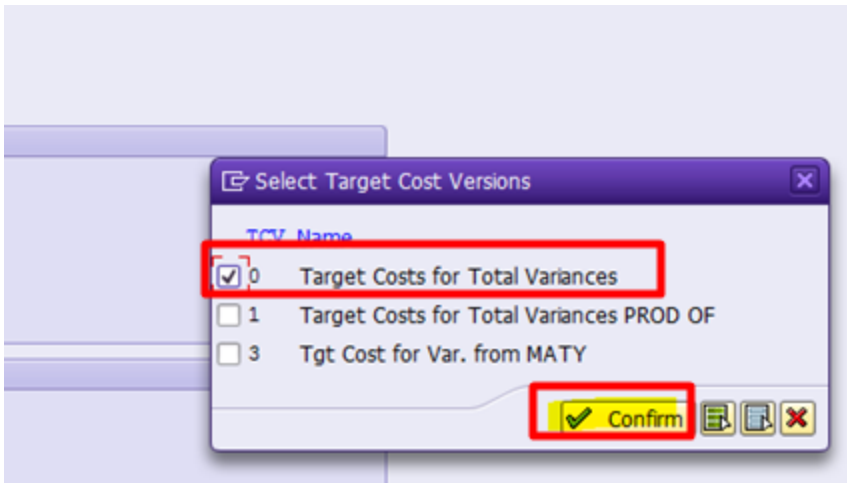 Select Target Cost Versions
TCV Name
0 Target Costs for Total Variances
1 Target Costs for Total Variances PROD OF
3 Tgt Cost for Var. from MATY
Confirm